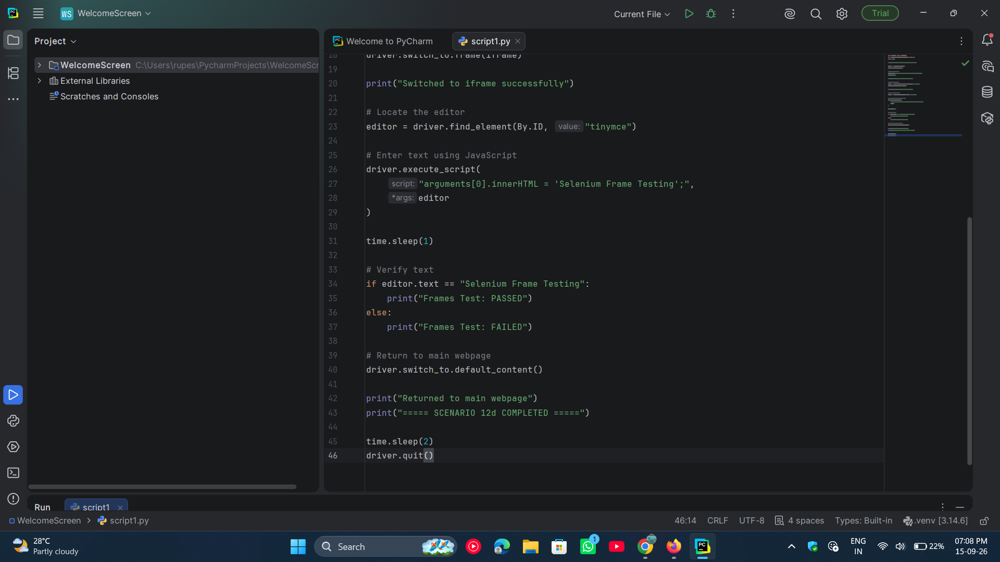 WS WelcomeScreen
Current File
Trial
Project
Welcome to PyCharm
script1.py
WelcomeScreen C:\Users\rupes\PycharmProjects\WelcomeScr
External Libraries
Scratches and Consoles
18 driver.switch_to.frame(iframe)
19
20 print("Switched to iframe successfully")
21
22 # Locate the editor
23 editor = driver.find_element(By.ID, value: "tinymce")
24
25 # Enter text using JavaScript
26 driver.execute_script(
27 script: "arguments[0].innerHTML = 'Selenium Frame Testing';",
28 *args: editor
29 )
30
31 time.sleep(1)
32
33 # Verify text
34 if editor.text == "Selenium Frame Testing":
35 print("Frames Test: PASSED")
36 else:
37 print("Frames Test: FAILED")
38
39 # Return to main webpage
40 driver.switch_to.default_content()
41
42 print("Returned to main webpage")
43 print("===== SCENARIO 12d COMPLETED =====")
44
45 time.sleep(2)
46 driver.quit()
Run script1
WelcomeScreen > script1.py
46:14 CRLF UTF-8 4 spaces Types: Built-in .venv [3.14.6]
28°C
Partly cloudy
Search
1
PC
ENG
IN
22%
07:08 PM
15-09-26